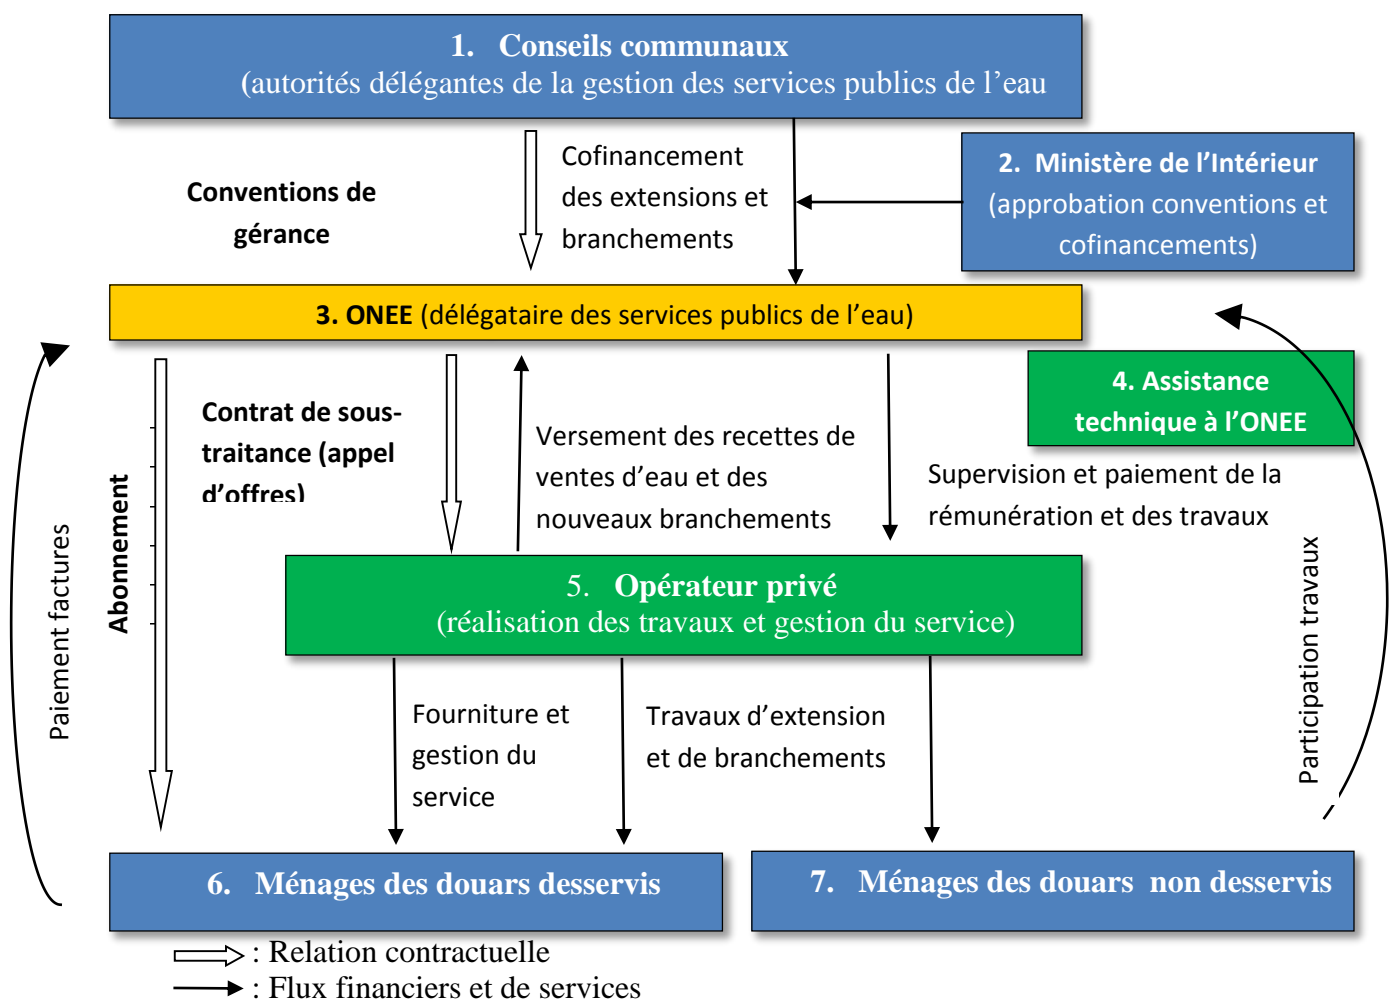 1. Conseils communaux
(autorités délégantes de la gestion des services publics de l’eau
Conventions de
gérance
Cofinancement
des extensions et
branchements
2. Ministère de l’Intérieur
(approbation conventions et
cofinancements)
3. ONEE (délégataire des services publics de l’eau)
4. Assistance
technique à l’ONEE
Contrat de sous-
traitance (appel
d’offres)
Versement des recettes de
ventes d’eau et des
nouveaux branchements
Supervision et paiement de la
rémunération et des travaux
Paiement factures
Abonnement
Participation travaux
5. Opérateur privé
(réalisation des travaux et gestion du service)
Fourniture et
gestion du
service
Travaux d’extension
et de branchements
6. Ménages des douars desservis
7. Ménages des douars non desservis
: Relation contractuelle
: Flux financiers et de services